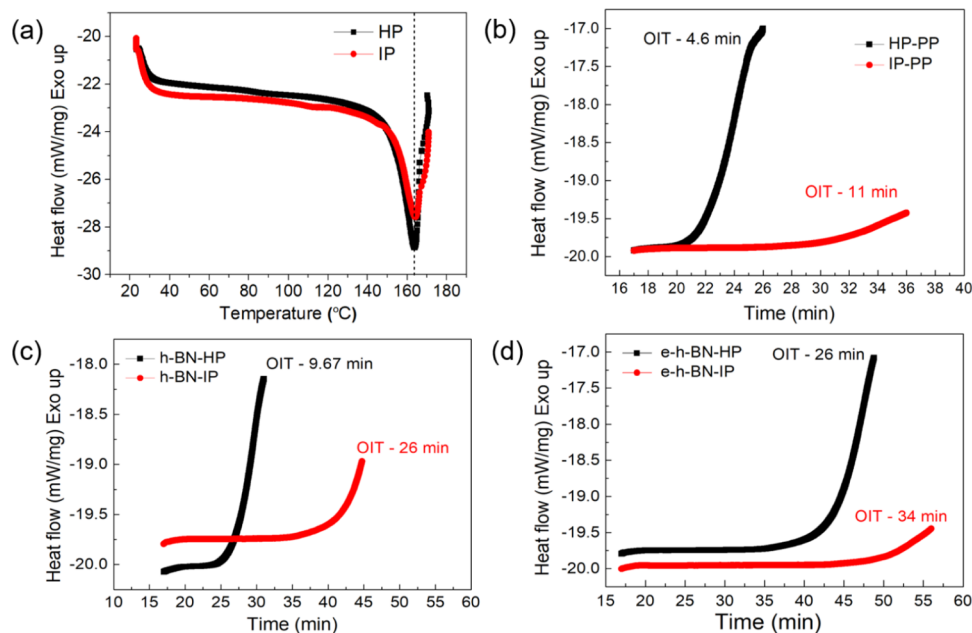 (a)
HP
IP
Heat flow (mW/mg) Exo up
-20
-22
-24
-26
-28
-30
20 40 60 80 100 120 140 160 180
Temperature (°C)
(b)
OIT - 4.6 min
HP-PP
IP-PP
OIT - 11 min
Heat flow (mW/mg) Exo up
-17.0
-17.5
-18.0
-18.5
-19.0
-19.5
-20.0
16 18 20 22 24 26 28 30 32 34 36 38 40
Time (min)
(c)
h-BN-HP
h-BN-IP
OIT - 9.67 min
OIT - 26 min
Heat flow (mW/mg) Exo up
-18.0
-18.5
-19.0
-19.5
-20.0
10 15 20 25 30 35 40 45 50 55 60
Time (min)
(d)
e-h-BN-HP
e-h-BN-IP
OIT - 26 min
OIT - 34 min
Heat flow (mW/mg) Exo up
-17.0
-17.5
-18.0
-18.5
-19.0
-19.5
-20.0
15 20 25 30 35 40 45 50 55 60
Time (min)